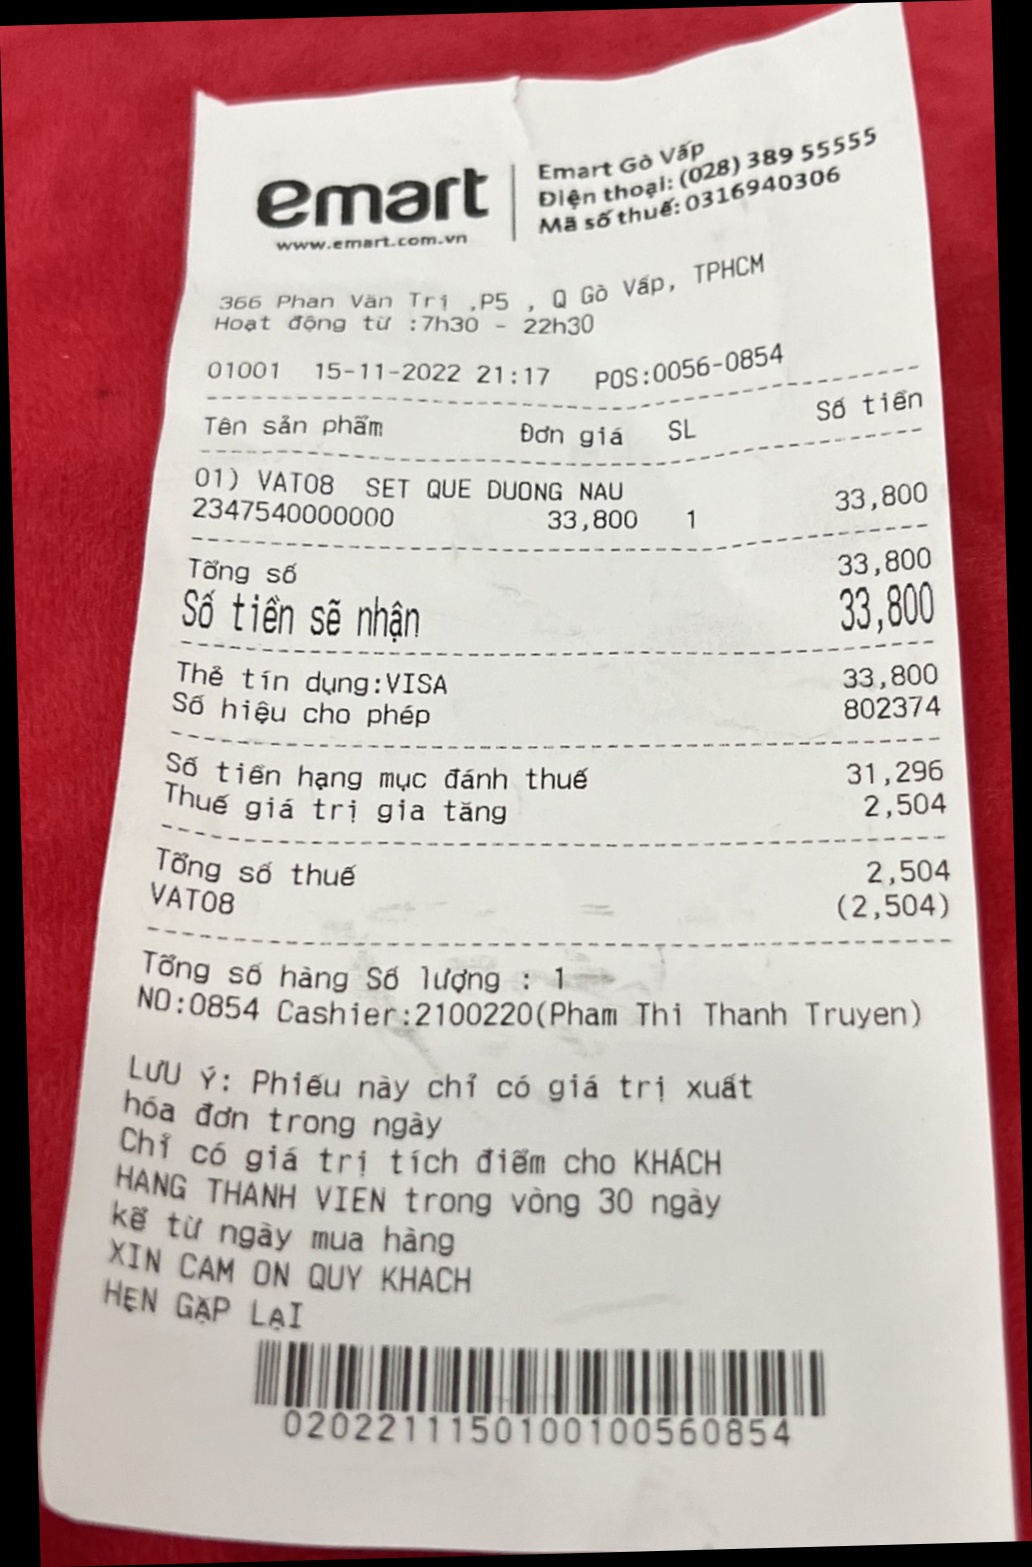 emart
www.emart.com.vn
Emart Gò Vấp
Điện thoại: (028) 389 55555
Mã số thuế: 0316940306
366 Phan Văn Trị ,P5 , Q Gò Vấp, TPHCM
Hoạt động từ :7h30 - 22h30
01001 15-11-2022 21:17 POS:0056-0854
Tên sản phẩm Đơn giá SL Số tiền
01) VAT08 SET QUE DUONG NAU
2347540000000 33,800 1 33,800
Tổng số 33,800
Số tiền sẽ nhận 33,800
Thẻ tín dụng:VISA 33,800
Số hiệu cho phép 802374
Số tiền hạng mục đánh thuế 31,296
Thuế giá trị gia tăng 2,504
Tổng số thuế 2,504
VAT08 (2,504)
Tổng số hàng Số lượng : 1
NO:0854 Cashier:2100220(Pham Thi Thanh Truyen)
LƯU Ý: Phiếu này chỉ có giá trị xuất
hóa đơn trong ngày
Chỉ có giá trị tích điểm cho KHÁCH
HANG THANH VIEN trong vòng 30 ngày
kể từ ngày mua hàng
XIN CAM ON QUY KHACH
HẸN GẶP LẠI
0202211150100100560854